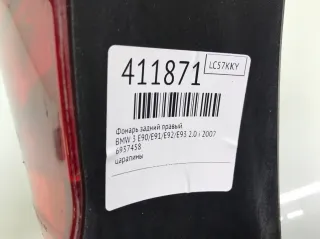 LC57KKY
411871
Фонарь задний правый
BMW 3 E90/E91/E92/E93 2.0 i 2007
6937458
царапины